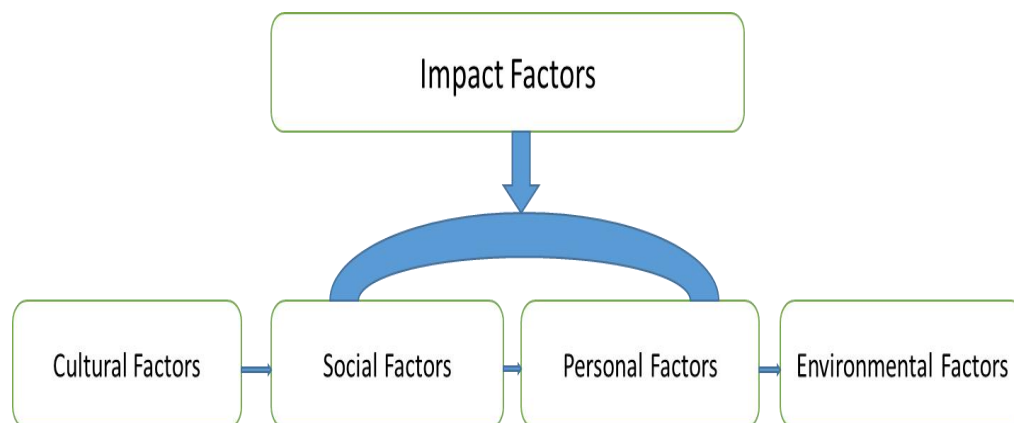 Impact Factors
Cultural Factors
Social Factors
Personal Factors
Environmental Factors